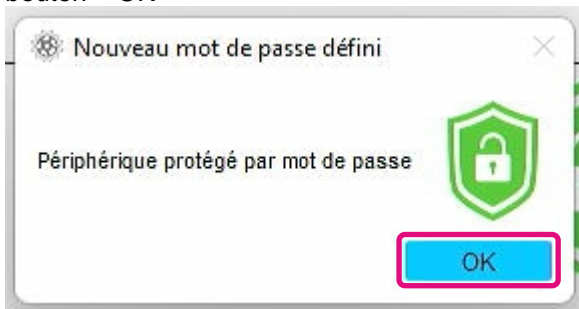 Nouveau mot de passe défini
Périphérique protégé par mot de passe
OK